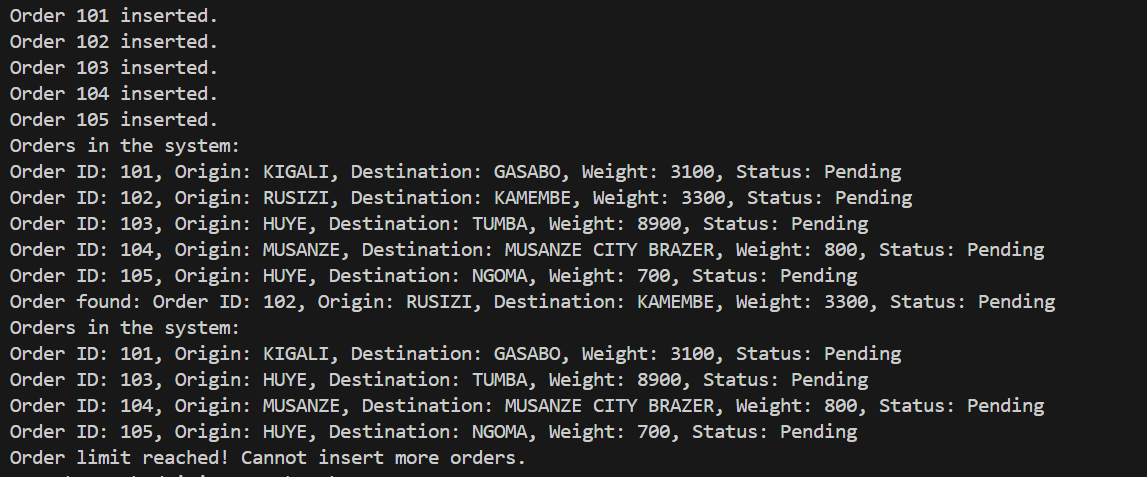 Order 101 inserted.
Order 102 inserted.
Order 103 inserted.
Order 104 inserted.
Order 105 inserted.
Orders in the system:
Order ID: 101, Origin: KIGALI, Destination: GASABO, Weight: 3100, Status: Pending
Order ID: 102, Origin: RUSIZI, Destination: KAMEMBE, Weight: 3300, Status: Pending
Order ID: 103, Origin: HUYE, Destination: TUMBA, Weight: 8900, Status: Pending
Order ID: 104, Origin: MUSANZE, Destination: MUSANZE CITY BRAZER, Weight: 800, Status: Pending
Order ID: 105, Origin: HUYE, Destination: NGOMA, Weight: 700, Status: Pending
Order found: Order ID: 102, Origin: RUSIZI, Destination: KAMEMBE, Weight: 3300, Status: Pending
Orders in the system:
Order ID: 101, Origin: KIGALI, Destination: GASABO, Weight: 3100, Status: Pending
Order ID: 103, Origin: HUYE, Destination: TUMBA, Weight: 8900, Status: Pending
Order ID: 104, Origin: MUSANZE, Destination: MUSANZE CITY BRAZER, Weight: 800, Status: Pending
Order ID: 105, Origin: HUYE, Destination: NGOMA, Weight: 700, Status: Pending
Order limit reached! Cannot insert more orders.